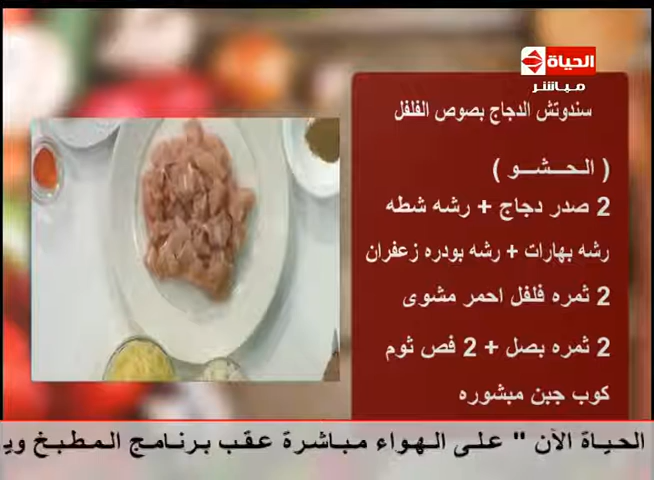 الحياة
مباشر
سندوتش الدجاج بصوص الفلفل
( الحشو )
2 صدر دجاج + رشه شطه
رشه بهارات + رشه بودره زعفران
2 ثمره فلفل احمر مشوى
2 ثمره بصل + 2 فص ثوم
كوب جبن مبشوره
الحياة الآن " على الهواء مباشرة عقب برنامج المطبخ ويـ